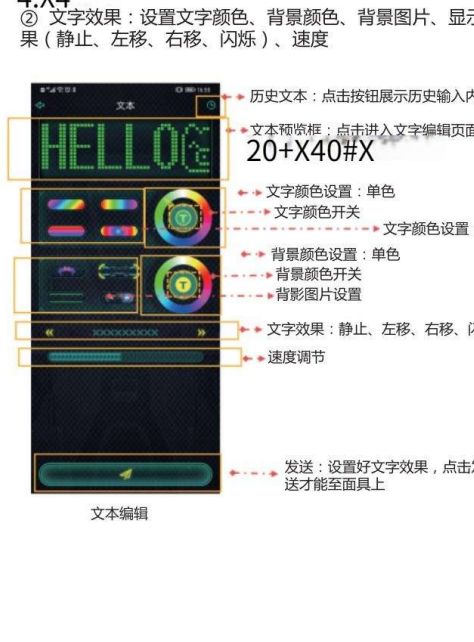 4.X4
② 文字效果：设置文字颜色、背景颜色、背景图片、显示
果（静止、左移、右移、闪烁）、速度
16:55
文本
历史文本：点击按钮展示历史输入内
HELLO
文本预览框：点击进入文字编辑页面
20+X40#X
文字颜色设置：单色
文字颜色开关
文字颜色设置
背景颜色设置：单色
背景颜色开关
背影图片设置
文字效果：静止、左移、右移、闪
XXXXXXXXX
速度调节
发送：设置好文字效果，点击发
送才能至面具上
文本编辑